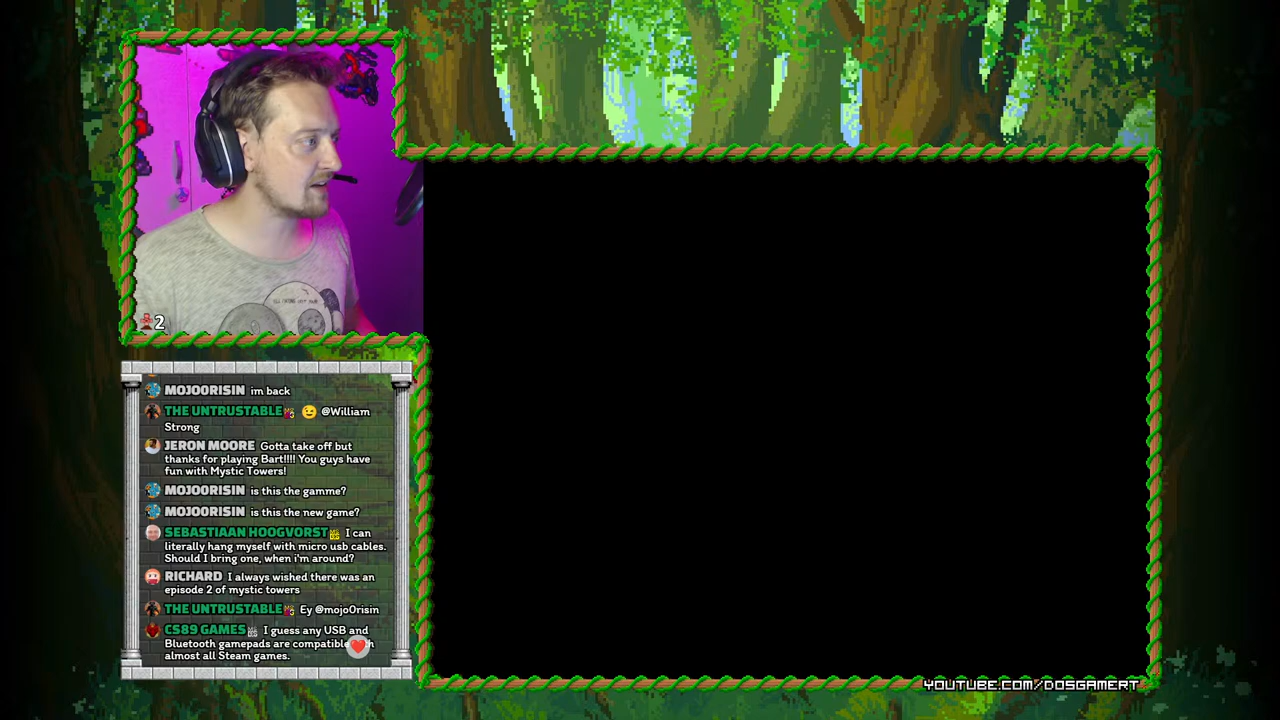 2
MOJO0RISIN im back
THE UNTRUSTABLE 😉 @William
Strong
JERON MOORE Gotta take off but
thanks for playing Bart!!!! You guys have
fun with Mystic Towers!
MOJO0RISIN is this the gamme?
MOJO0RISIN is this the new game?
SEBASTIAAN HOOGVORST I can
literally hang myself with micro usb cables.
Should I bring one, when i'm around?
RICHARD I always wished there was an
episode 2 of mystic towers
THE UNTRUSTABLE Ey @mojo0risin
CS89 GAMES I guess any USB and
Bluetooth gamepads are compatible
almost all Steam games.
YOUTUBE.COM/DOSGAMERT